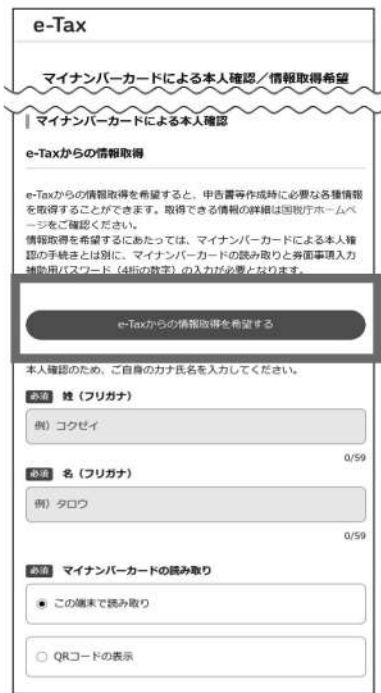 e-Tax
マイナンバーカードによる本人確認／情報取得希望
マイナンバーカードによる本人確認
e-Taxからの情報取得
e-Taxからの情報取得を希望すると、申告書等作成時に必要な各種情報
を取得することができます。取得できる情報の詳細は国税庁ホームペ
ージをご確認ください。
情報取得を希望するにあたっては、マイナンバーカードによる本人確
認の手続きとは別に、マイナンバーカードの読み取りと券面事項入力
補助用パスワード（4桁の数字）の入力が必要となります。
e-Taxからの情報取得を希望する
本人確認のため、ご自身のカナ氏名を入力してください。
必須 姓（フリガナ）
例）コクゼイ
0/59
必須 名（フリガナ）
例）タロウ
0/59
必須 マイナンバーカードの読み取り
この端末で読み取り
QRコードの表示